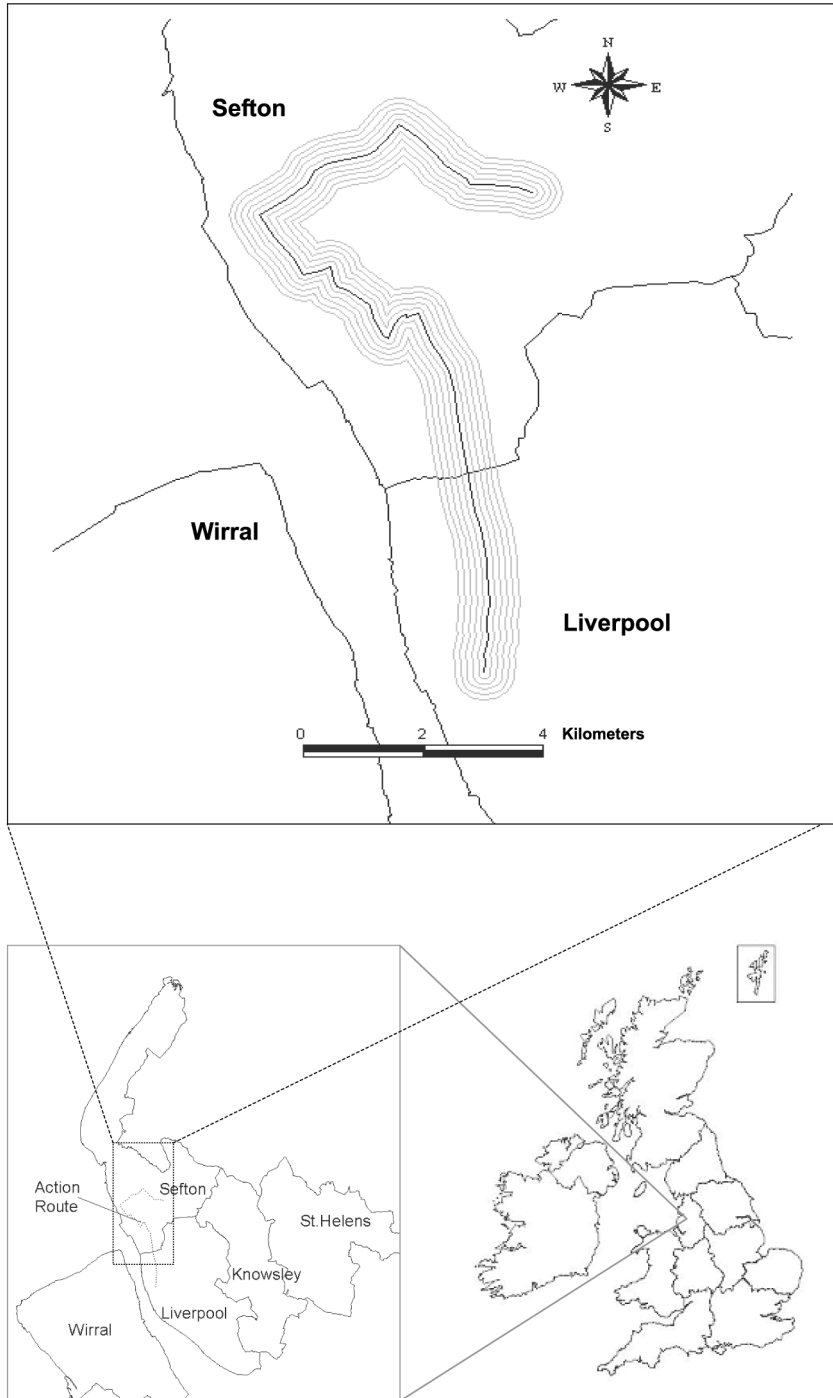 N
Sefton
W E
S
Wirral
Liverpool
0 2 4 Kilometers
Action
Route
Sefton
St.Helens
Knowsley
Liverpool
Wirral